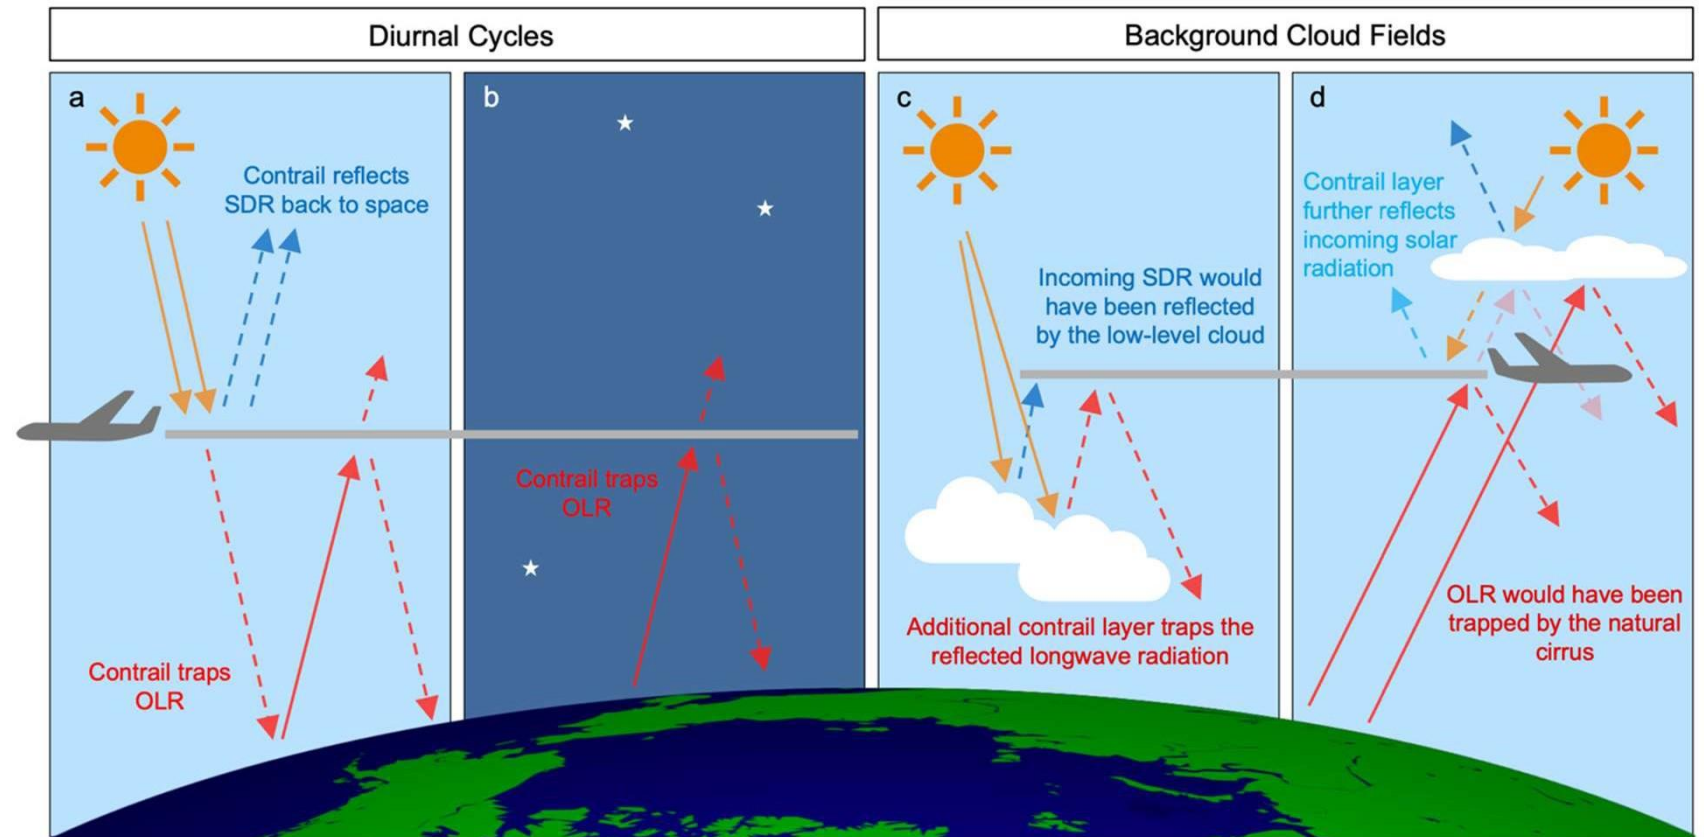 Diurnal Cycles
Background Cloud Fields
a
Contrail reflects
SDR back to space
Contrail traps
OLR
b
Contrail traps
OLR
c
Incoming SDR would
have been reflected
by the low-level cloud
Additional contrail layer traps the
reflected longwave radiation
d
Contrail layer
further reflects
incoming solar
radiation
OLR would have been
trapped by the natural
cirrus